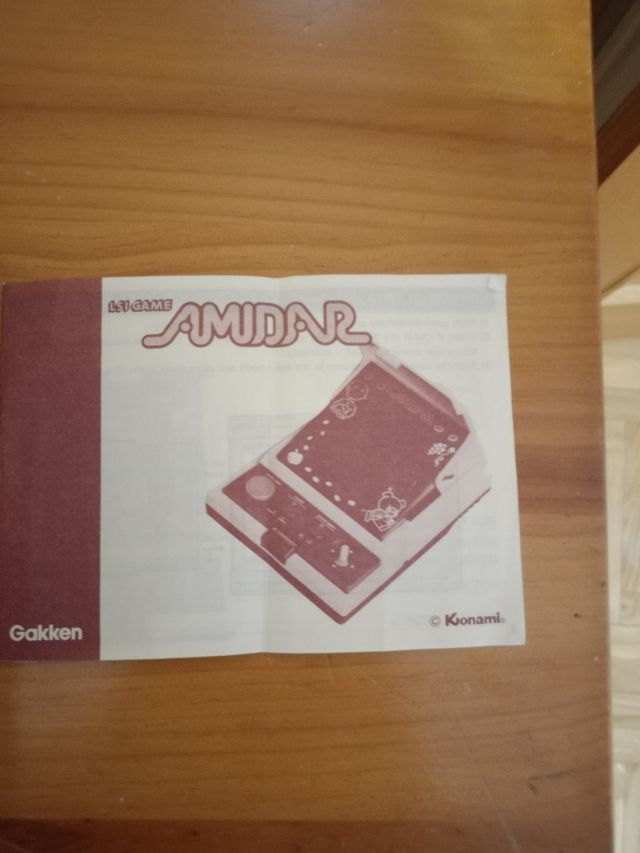 LSI GAME
AMIDAR
Gakken
© Konami